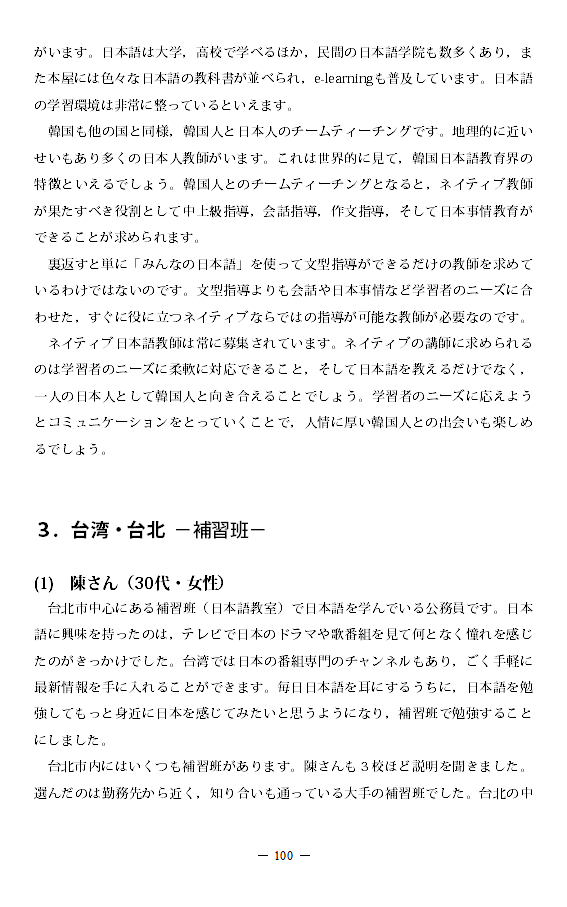 がいます。日本語は大学，高校で学べるほか，民間の日本語学院も数多くあり，ま
た本屋には色々な日本語の教科書が並べられ，e-learningも普及しています。日本語
の学習環境は非常に整っているといえます。
韓国も他の国と同様，韓国人と日本人のチームティーチングです。地理的に近い
せいもあり多くの日本人教師がいます。これは世界的に見て，韓国日本語教育界の
特徴といえるでしょう。韓国人とのチームティーチングとなると，ネイティブ教師
が果たすべき役割として中上級指導，会話指導，作文指導，そして日本事情教育が
できることが求められます。
裏返すと単に「みんなの日本語」を使って文型指導ができるだけの教師を求めて
いるわけではないのです。文型指導よりも会話や日本事情など学習者のニーズに合
わせた，すぐに役に立つネイティブならではの指導が可能な教師が必要なのです。
ネイティブ日本語教師は常に募集されています。ネイティブの講師に求められる
のは学習者のニーズに柔軟に対応できること，そして日本語を教えるだけでなく，
一人の日本人として韓国人と向き合えることでしょう。学習者のニーズに応えよう
とコミュニケーションをとっていくことで，人情に厚い韓国人との出会いも楽しめ
るでしょう。
3．台湾・台北 －補習班－
(1) 陳さん（30代・女性）
台北市中心にある補習班（日本語教室）で日本語を学んでいる公務員です。日本
語に興味を持ったのは，テレビで日本のドラマや歌番組を見て何となく憧れを感じ
たのがきっかけでした。台湾では日本の番組専門のチャンネルもあり，ごく手軽に
最新情報を手に入れることができます。毎日日本語を耳にするうちに，日本語を勉
強してもっと身近に日本を感じてみたいと思うようになり，補習班で勉強すること
にしました。
台北市内にはいくつも補習班があります。陳さんも3校ほど説明を聞きました。
選んだのは勤務先から近く，知り合いも通っている大手の補習班でした。台北の中
－ 100 －